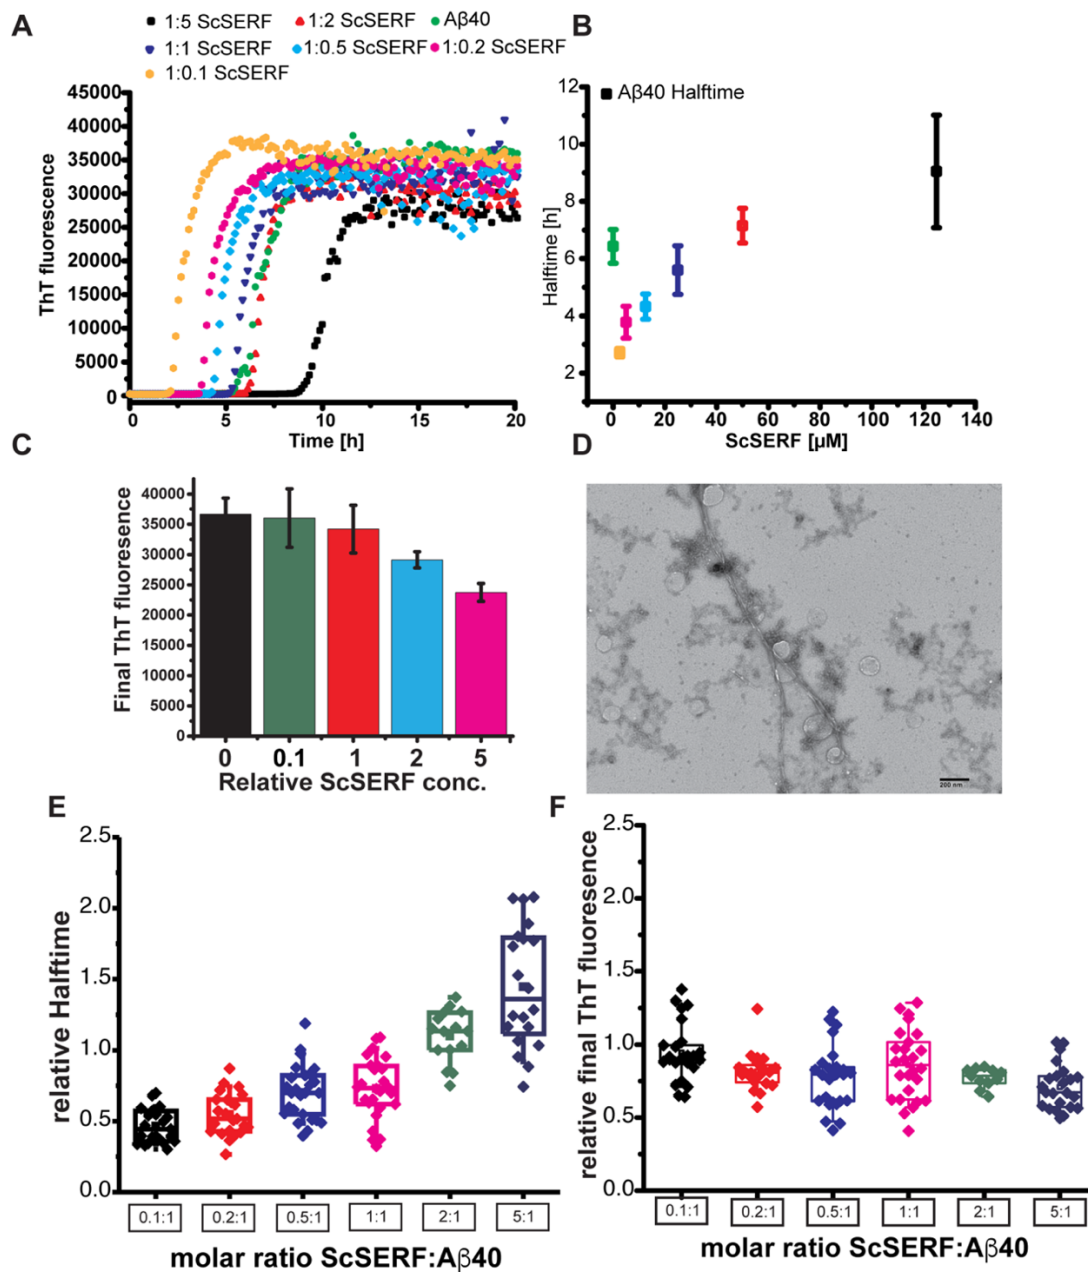 A
1:5 ScSERF
1:2 ScSERF
Aβ40
1:1 ScSERF
1:0.5 ScSERF
1:0.2 ScSERF
1:0.1 ScSERF
45000
40000
35000
30000
25000
20000
15000
10000
5000
0
ThT fluorescence
0
5
10
15
20
Time [h]
B
Aβ40 Halftime
12
10
8
6
4
2
Halftime [h]
0
20
40
60
80
100
120
140
ScSERF [µM]
C
40000
35000
30000
25000
20000
15000
10000
5000
0
Final ThT fluoresence
0
0.1
1
2
5
Relative ScSERF conc.
D
200 nm
E
2.5
2.0
1.5
1.0
0.5
0.0
relative Halftime
0.1:1
0.2:1
0.5:1
1:1
2:1
5:1
molar ratio ScSERF:Aβ40
F
2.5
2.0
1.5
1.0
0.5
0.0
relative final ThT fluoresence
0.1:1
0.2:1
0.5:1
1:1
2:1
5:1
molar ratio ScSERF:Aβ40